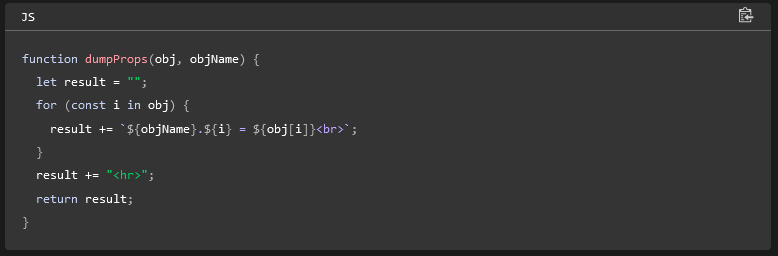 JS
function dumpProps(obj, objName) {
  let result = "";
  for (const i in obj) {
    result += `${objName}.${i} = ${obj[i]}<br>`;
  }
  result += "<hr>";
  return result;
}